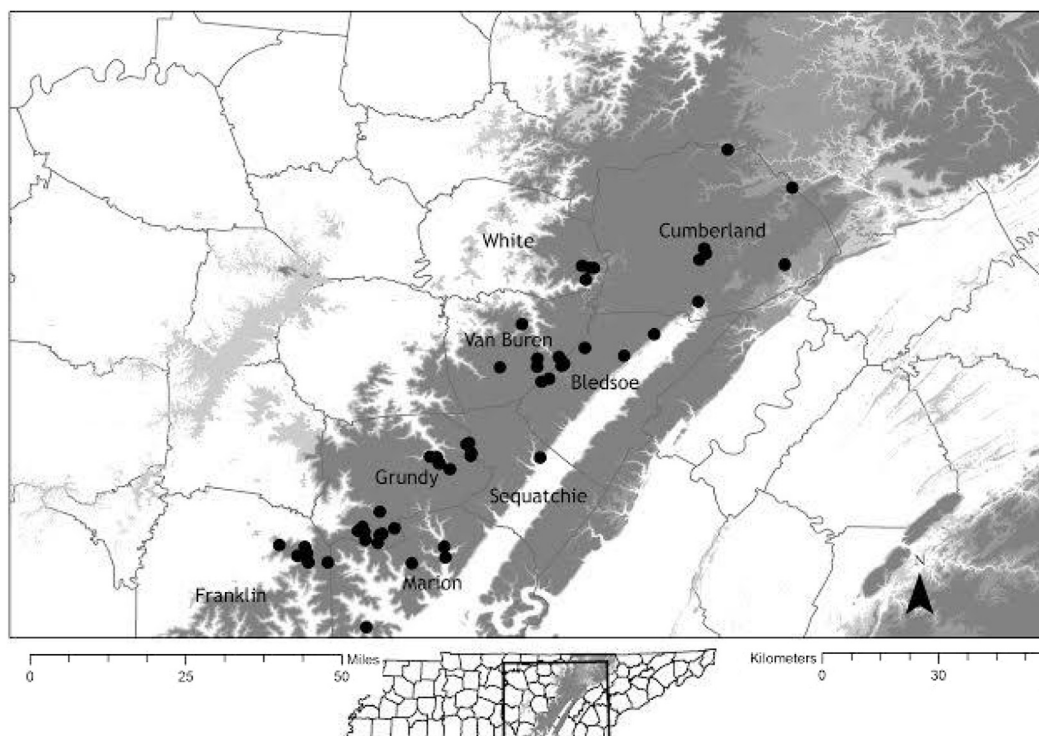 Cumberland
White
Van Buren
Bledsoe
Grundy
Sequatchie
Marion
Franklin
N
Miles
0 25 50
Kilometers
0 30